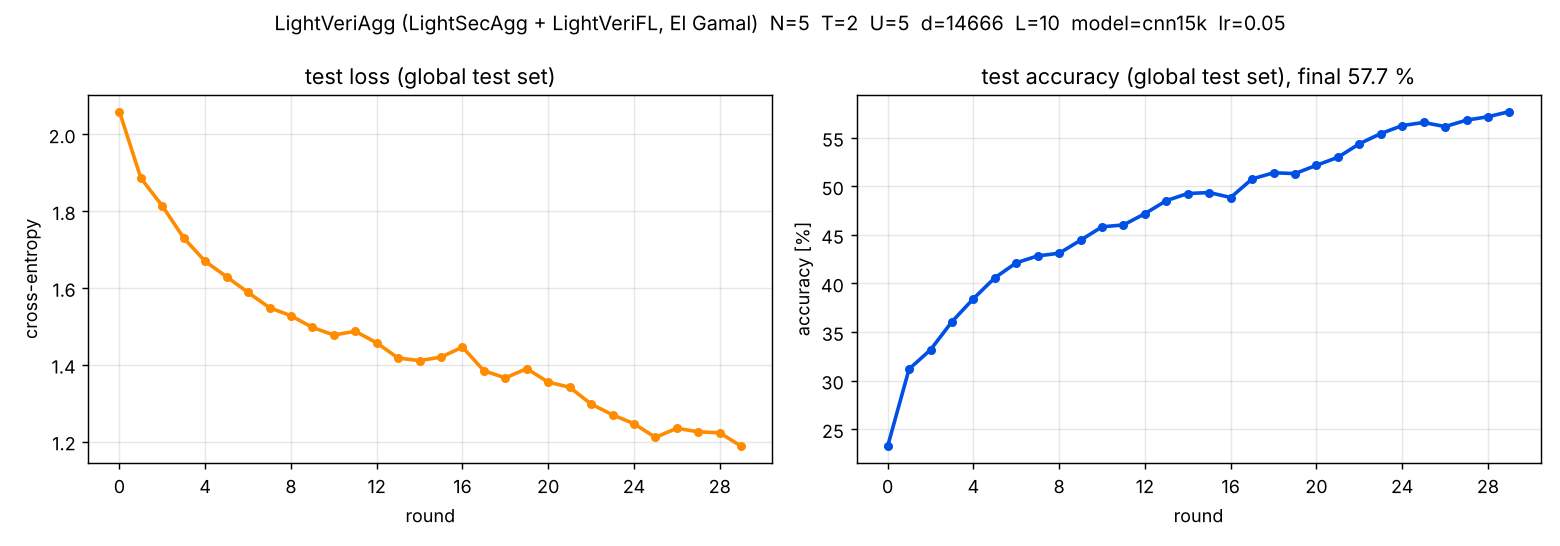 LightVeriAgg (LightSecAgg + LightVeriFL, El Gamal)  N=5  T=2  U=5  d=14666  L=10  model=cnn15k  lr=0.05
test loss (global test set)
cross-entropy
2.0
1.8
1.6
1.4
1.2
0 4 8 12 16 20 24 28
round
test accuracy (global test set), final 57.7 %
accuracy [%]
55
50
45
40
35
30
25
0 4 8 12 16 20 24 28
round